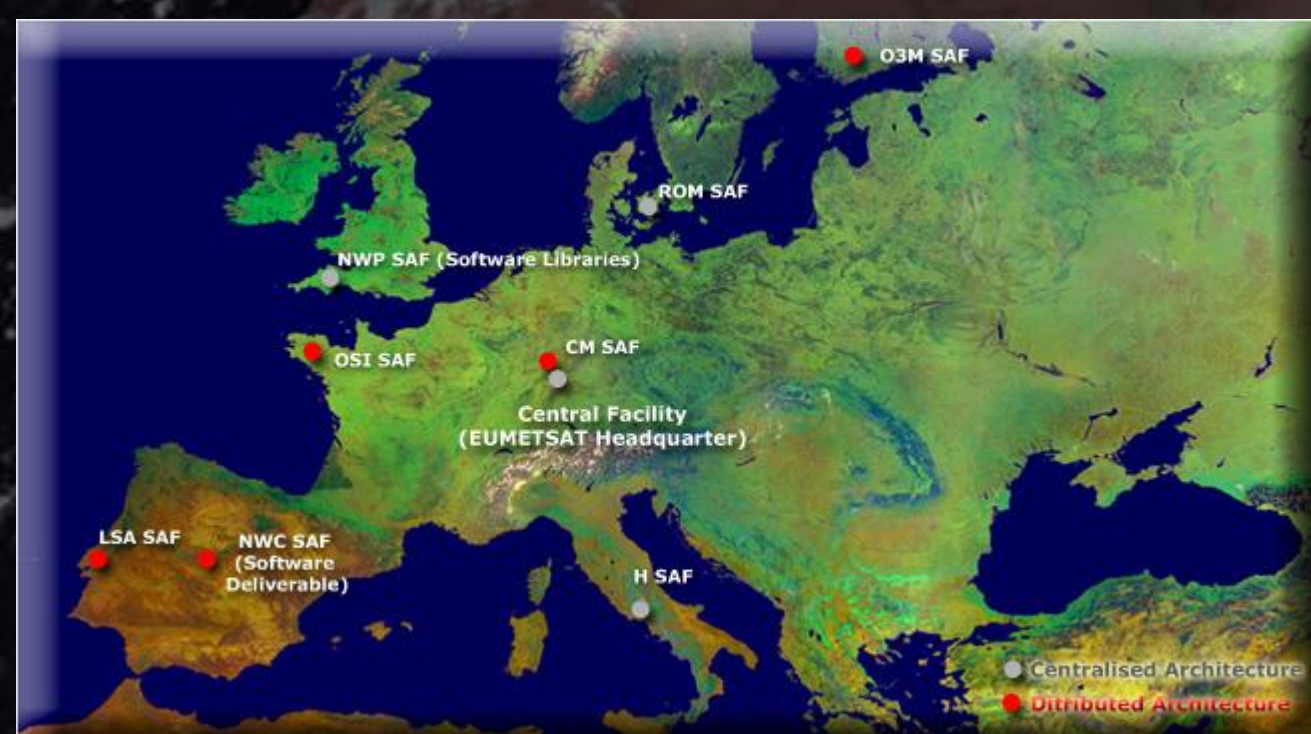 O3M SAF
ROM SAF
NWP SAF (Software Libraries)
OSI SAF
CM SAF
Central Facility
(EUMETSAT Headquarter)
LSA SAF
NWC SAF
(Software
Deliverable)
H SAF
Centralised Architecture
Ditributed Architecture